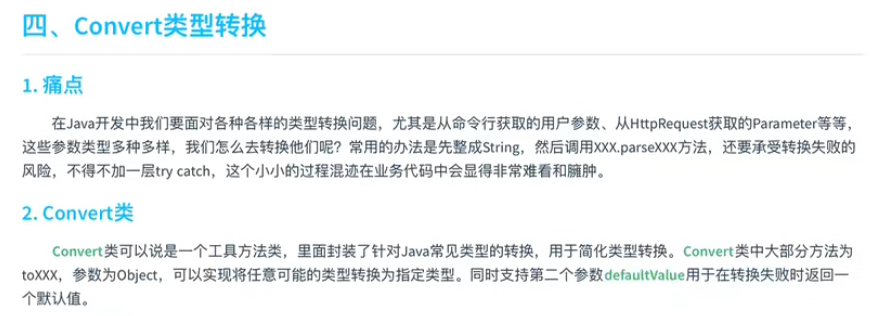 四、Convert类型转换
1. 痛点
在Java开发中我们要面对各种各样的类型转换问题，尤其是从命令行获取的用户参数、从HttpRequest获取的Parameter等等，
这些参数类型多种多样，我们怎么去转换他们呢？常用的办法是先整成String，然后调用XXX.parseXXX方法，还要承受转换失败的
风险，不得不加一层try catch，这个小小的过程混迹在业务代码中会显得非常难看和臃肿。
2. Convert类
Convert类可以说是一个工具方法类，里面封装了针对Java常见类型的转换，用于简化类型转换。Convert类中大部分方法为
toXXX，参数为Object，可以实现将任意可能的类型转换为指定类型。同时支持第二个参数defaultValue用于在转换失败时返回一
个默认值。